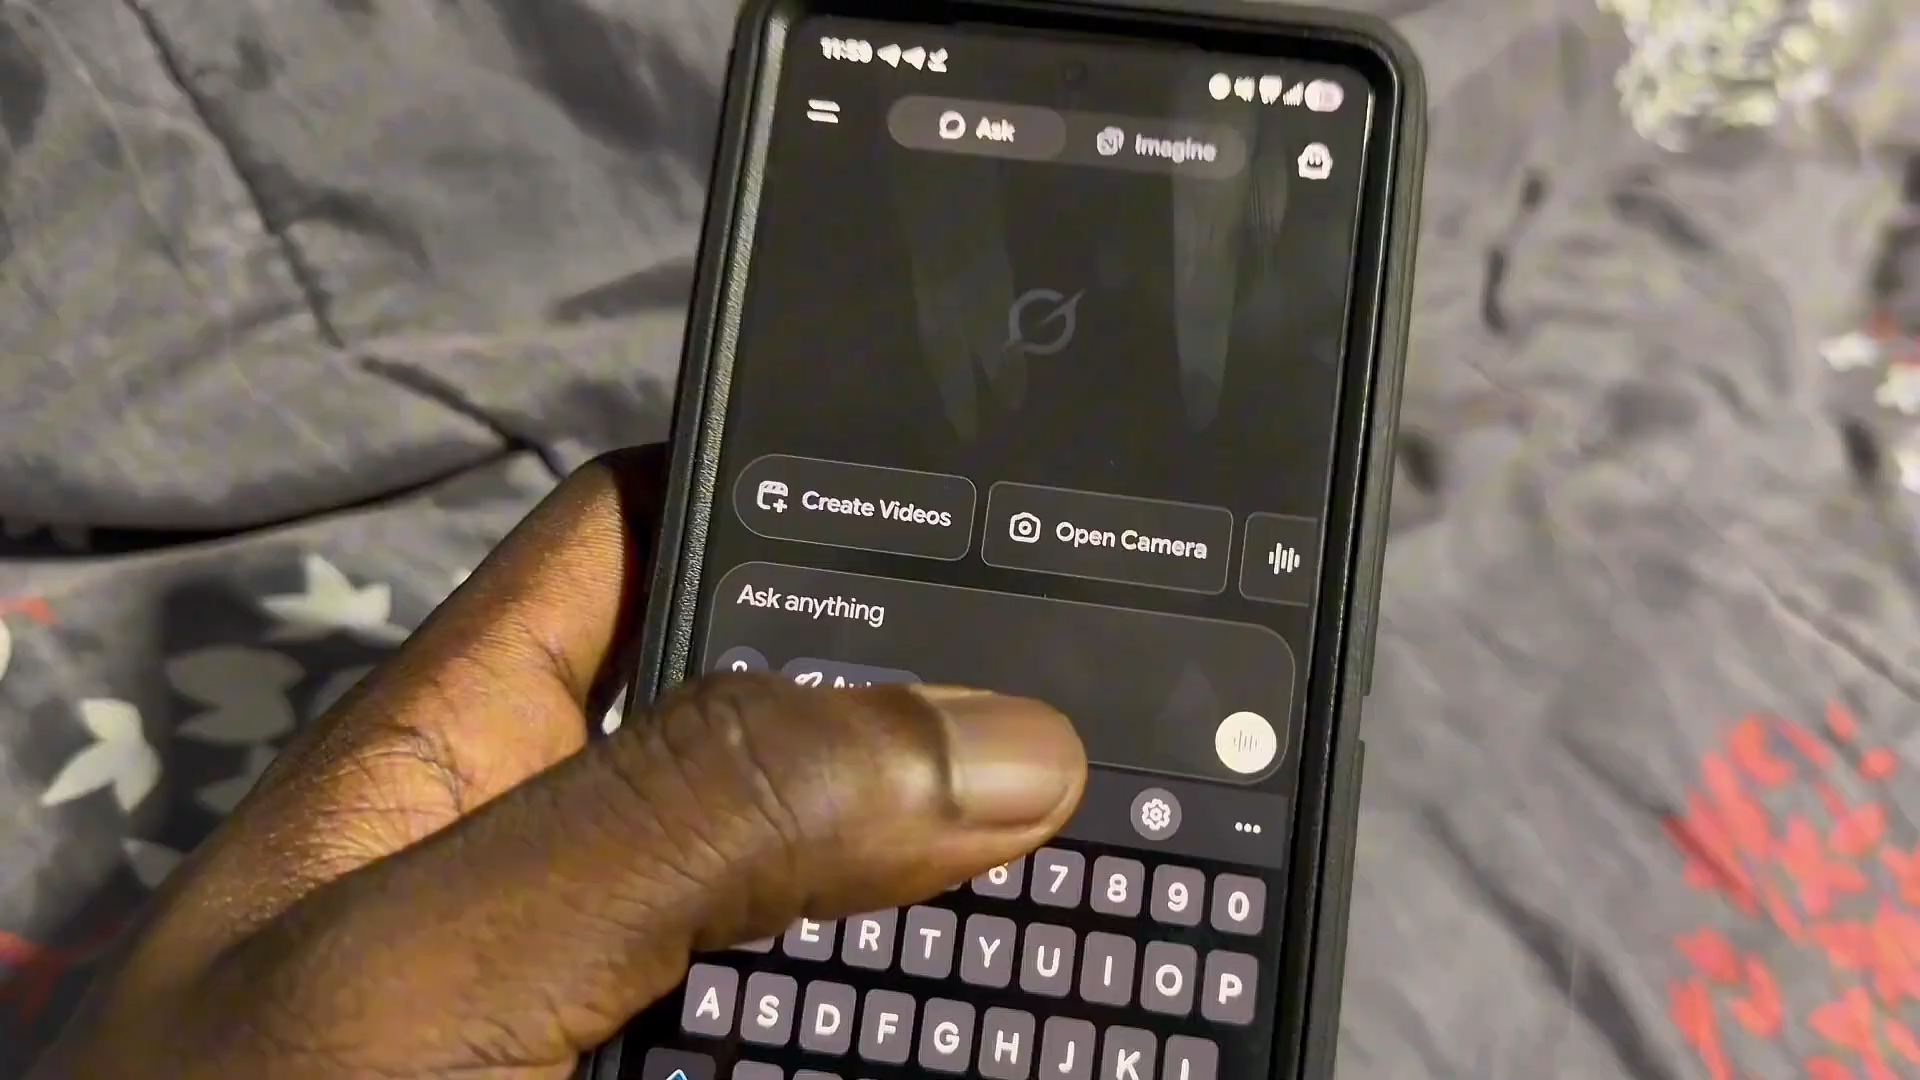 Ask Imagine
Create Videos Open Camera
Ask anything
7 8 9 0
E R T Y U I O P
A S D F G H J K L